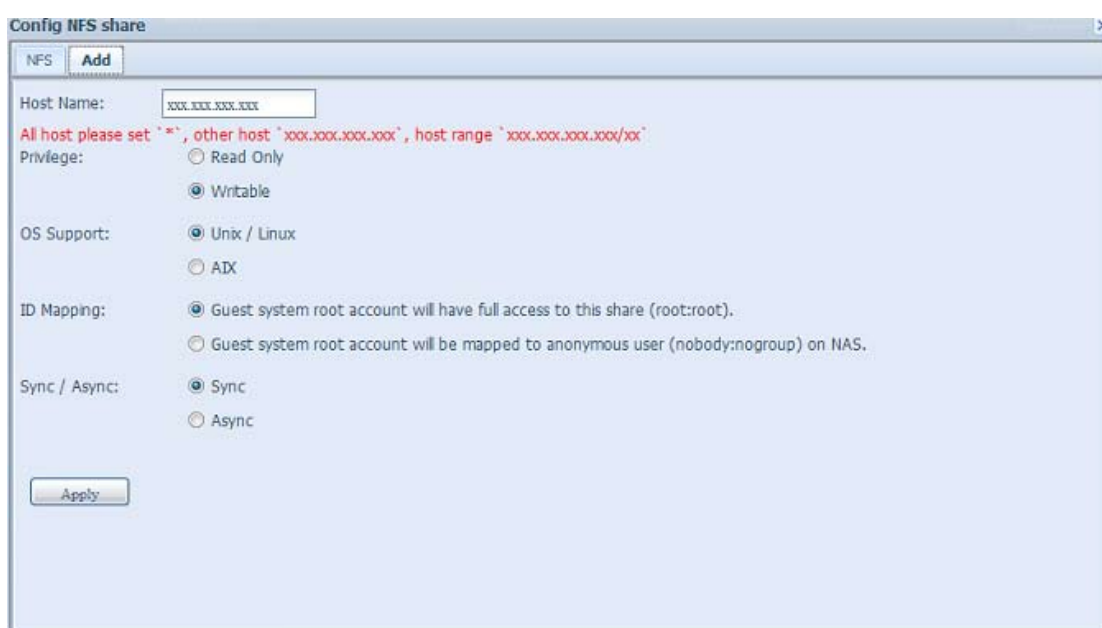 Config NFS share
NFS Add
Host Name: xxx.xxx.xxx.xxx
All host please set `*`, other host `xxx.xxx.xxx.xxx`, host range `xxx.xxx.xxx.xxx/xx`
Privilege: Read Only
Writable
OS Support: Unix / Linux
AIX
ID Mapping: Guest system root account will have full access to this share (root:root).
Guest system root account will be mapped to anonymous user (nobody:nogroup) on NAS.
Sync / Async: Sync
Async
Apply